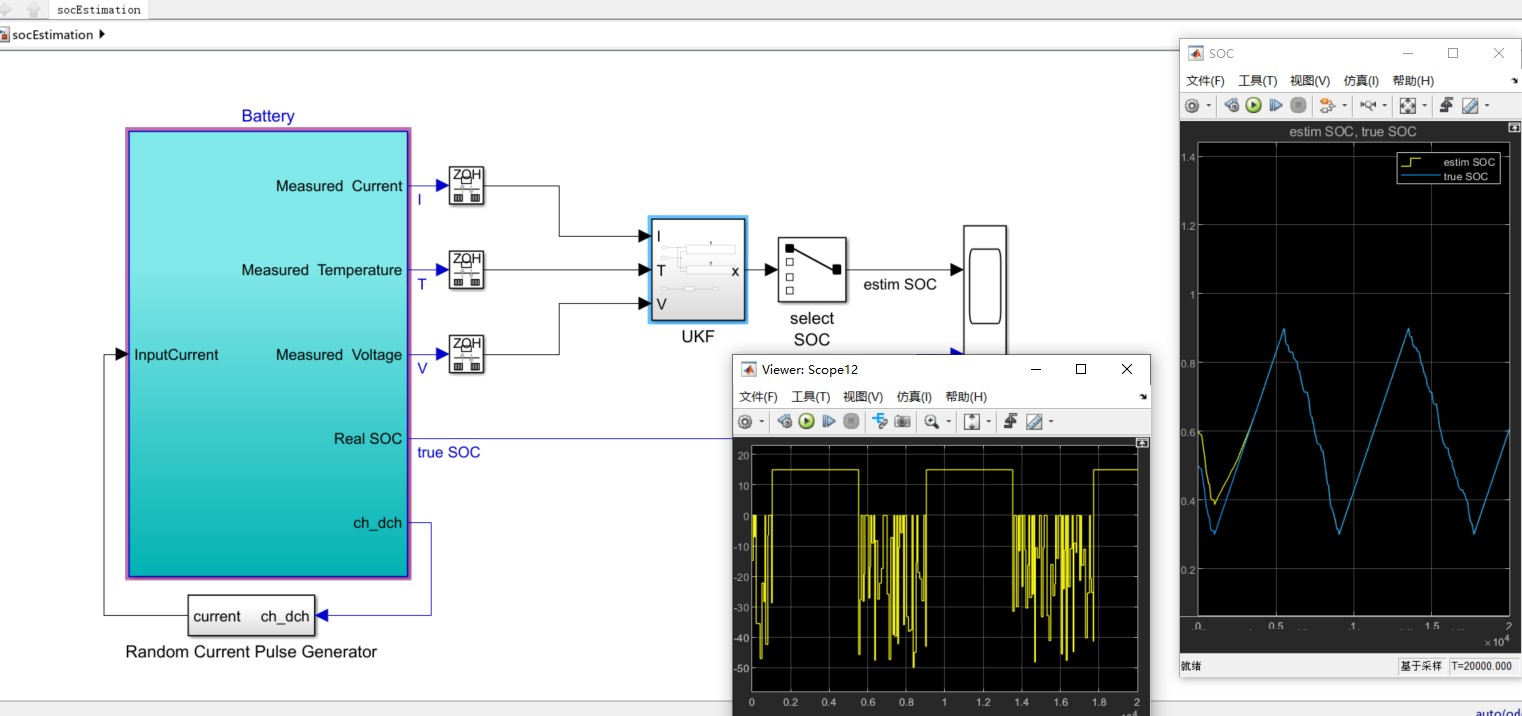 socEstimation
socEstimation
Battery
Measured Current
I
ZOH
Measured Temperature
T
ZOH
InputCurrent
Measured Voltage
V
ZOH
Real SOC
true SOC
ch_dch
current ch_dch
Random Current Pulse Generator
I
T
V
x
UKF
select
SOC
estim SOC
Viewer: Scope12
文件(F) 工具(T) 视图(V) 仿真(I) 帮助(H)
20
10
0
-10
-20
-30
-40
-50
0 0.2 0.4 0.6 0.8 1 1.2 1.4 1.6 1.8 2
SOC
文件(F) 工具(T) 视图(V) 仿真(I) 帮助(H)
estim SOC, true SOC
estim SOC
true SOC
1.4
1.2
1
0.8
0.6
0.4
0.2
0 0.5 1 1.5 2
×10⁴
就绪
基于采样 T=20000.000